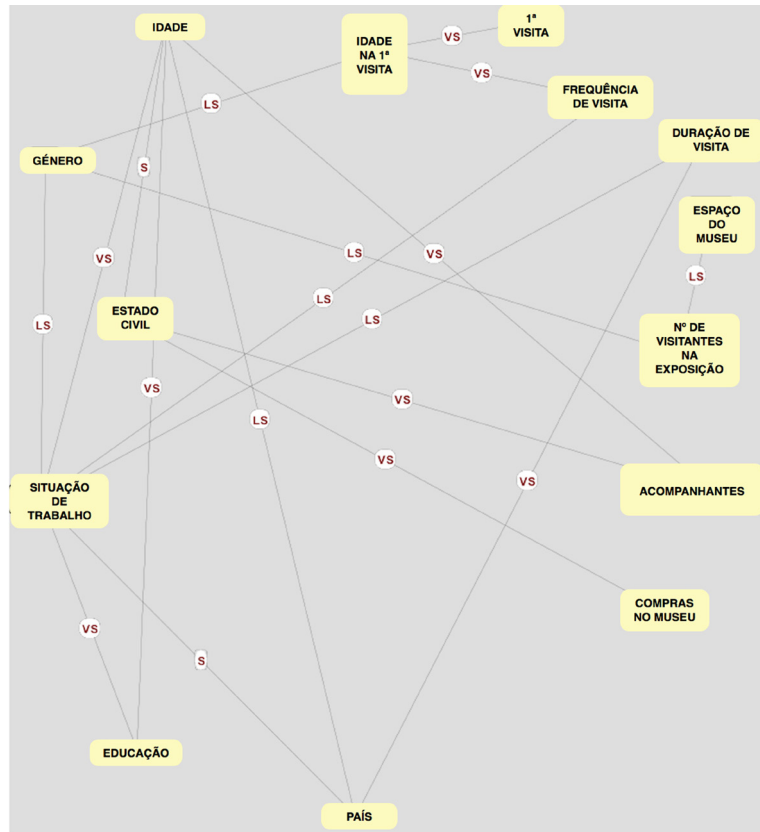 IDADE
1ª
VISITA
VS
IDADE
NA 1ª
VISITA
VS
FREQUÊNCIA
DE VISITA
LS
DURAÇÃO DE
VISITA
GÉNERO
S
ESPAÇO
DO
MUSEU
VS
LS
VS
LS
LS
ESTADO
CIVIL
LS
LS
Nº DE
VISITANTES
NA
EXPOSIÇÃO
VS
VS
LS
VS
VS
SITUAÇÃO
DE
TRABALHO
ACOMPANHANTES
COMPRAS
NO MUSEU
VS
S
EDUCAÇÃO
PAÍS